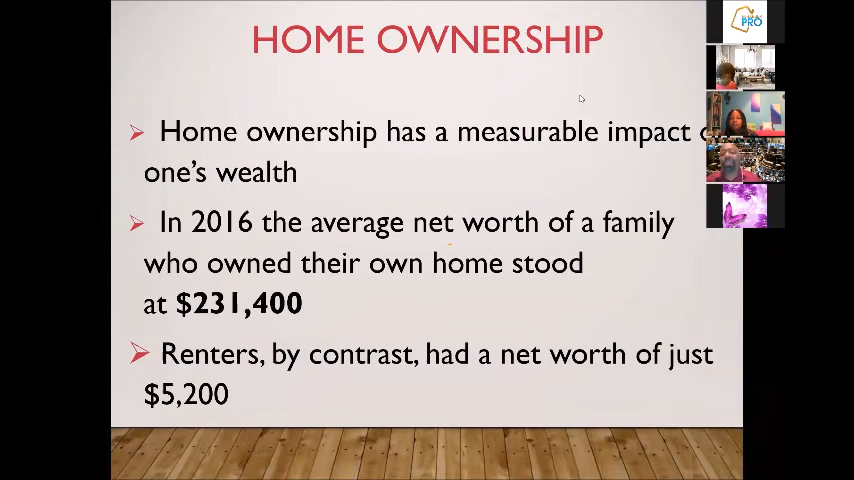 HOME OWNERSHIP
PRO
Home ownership has a measurable impact
one's wealth
In 2016 the average net worth of a family
who owned their own home stood
at $231,400
Renters, by contrast, had a net worth of just
$5,200